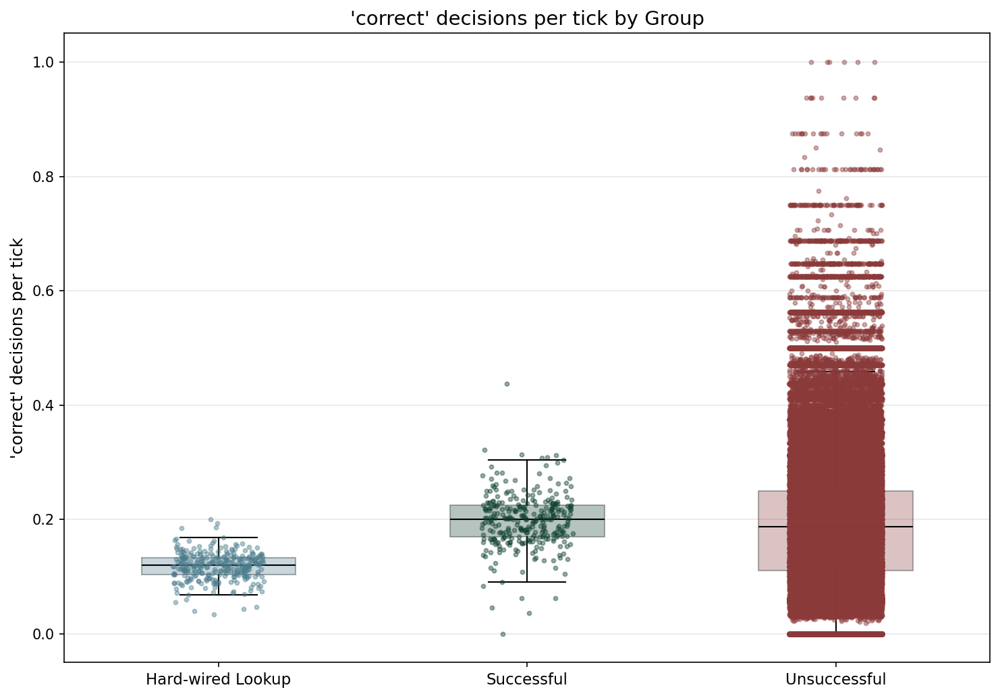 'correct' decisions per tick by Group
'correct' decisions per tick
1.0
0.8
0.6
0.4
0.2
0.0
Hard-wired Lookup
Successful
Unsuccessful